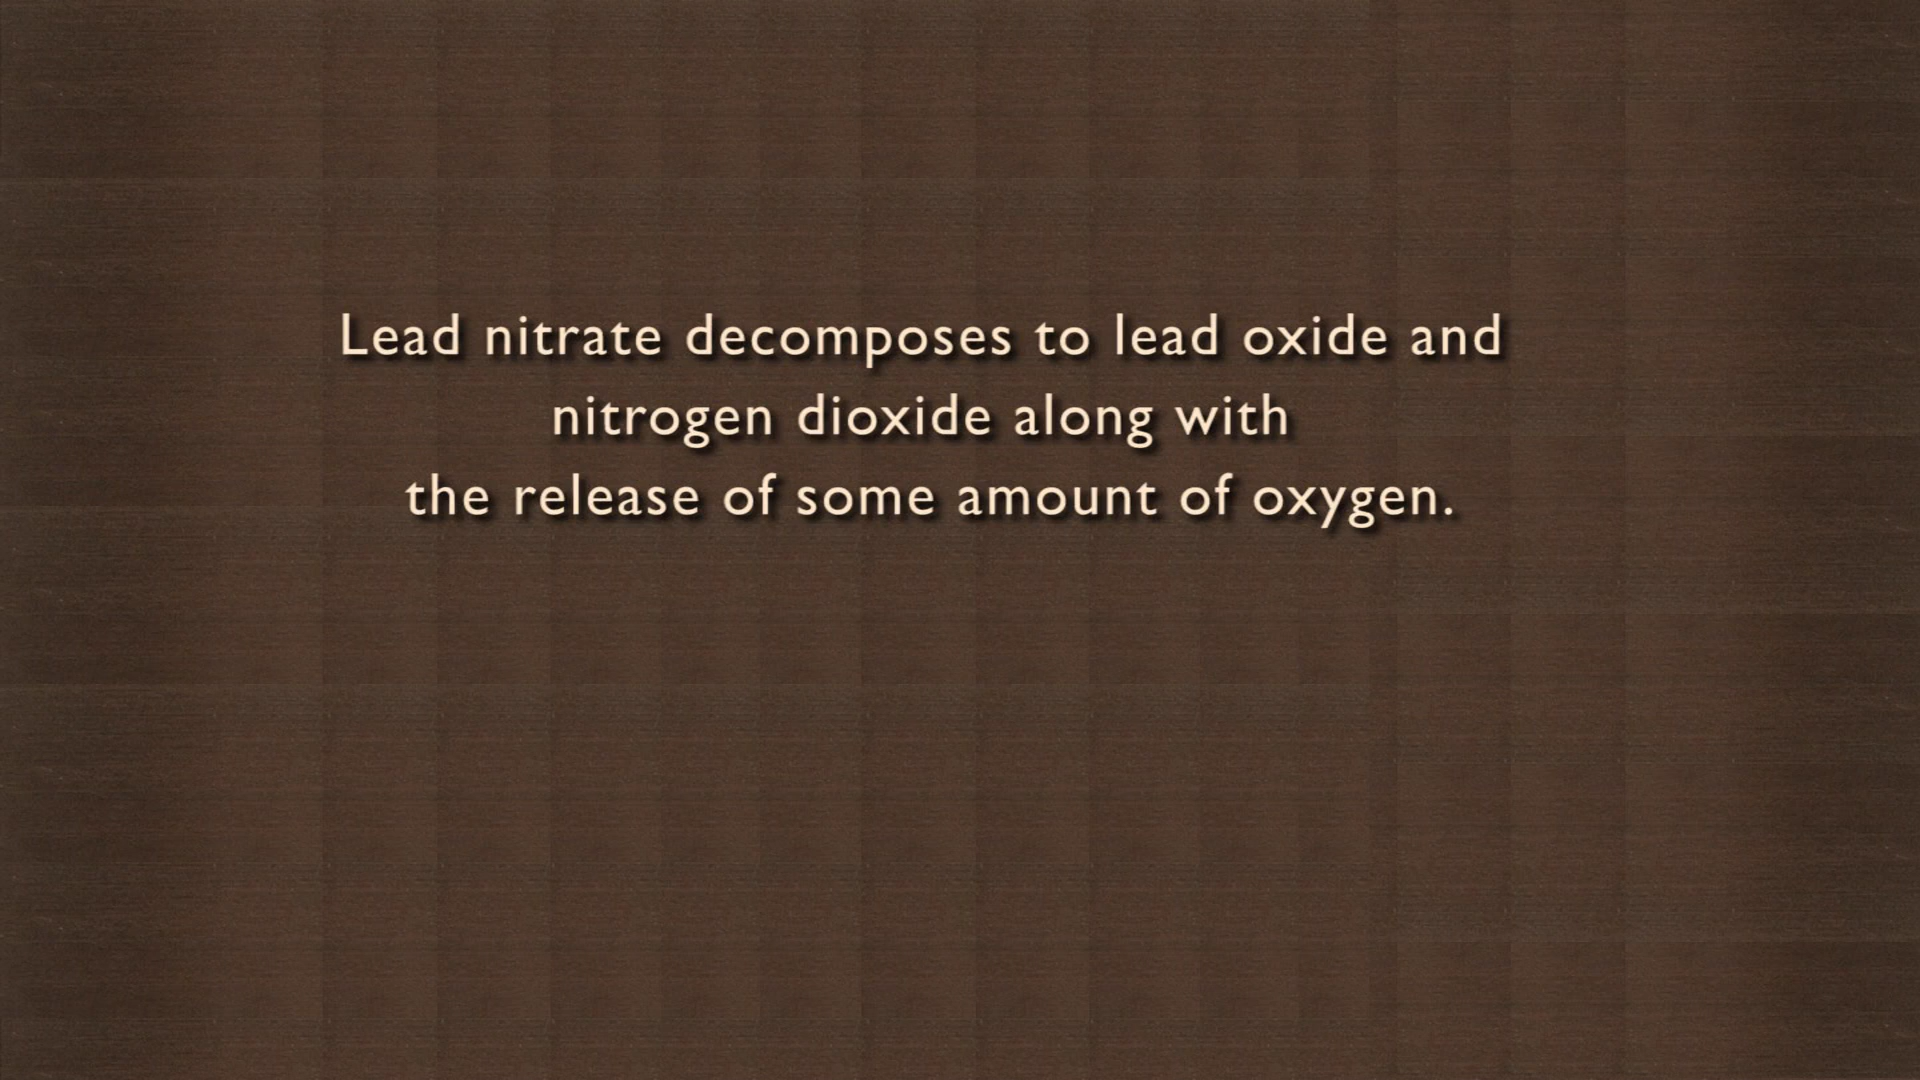 Lead nitrate decomposes to lead oxide and
nitrogen dioxide along with
the release of some amount of oxygen.